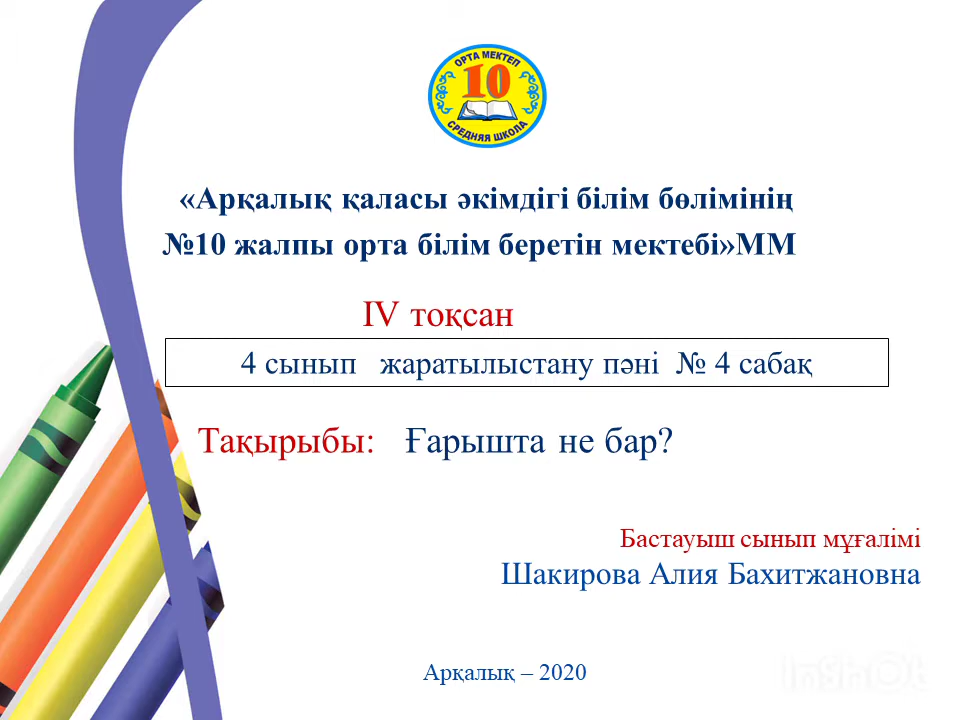 ОРТА МЕКТЕП
10
СРЕДНЯЯ ШКОЛА
«Арқалық қаласы әкімдігі білім бөлімінің
№10 жалпы орта білім беретін мектебі»ММ
IV тоқсан
4 сынып жаратылыстану пәні № 4 сабақ
Тақырыбы: Ғарышта не бар?
Бастауыш сынып мұғалімі
Шакирова Алия Бахитжановна
Арқалық – 2020
InShOt